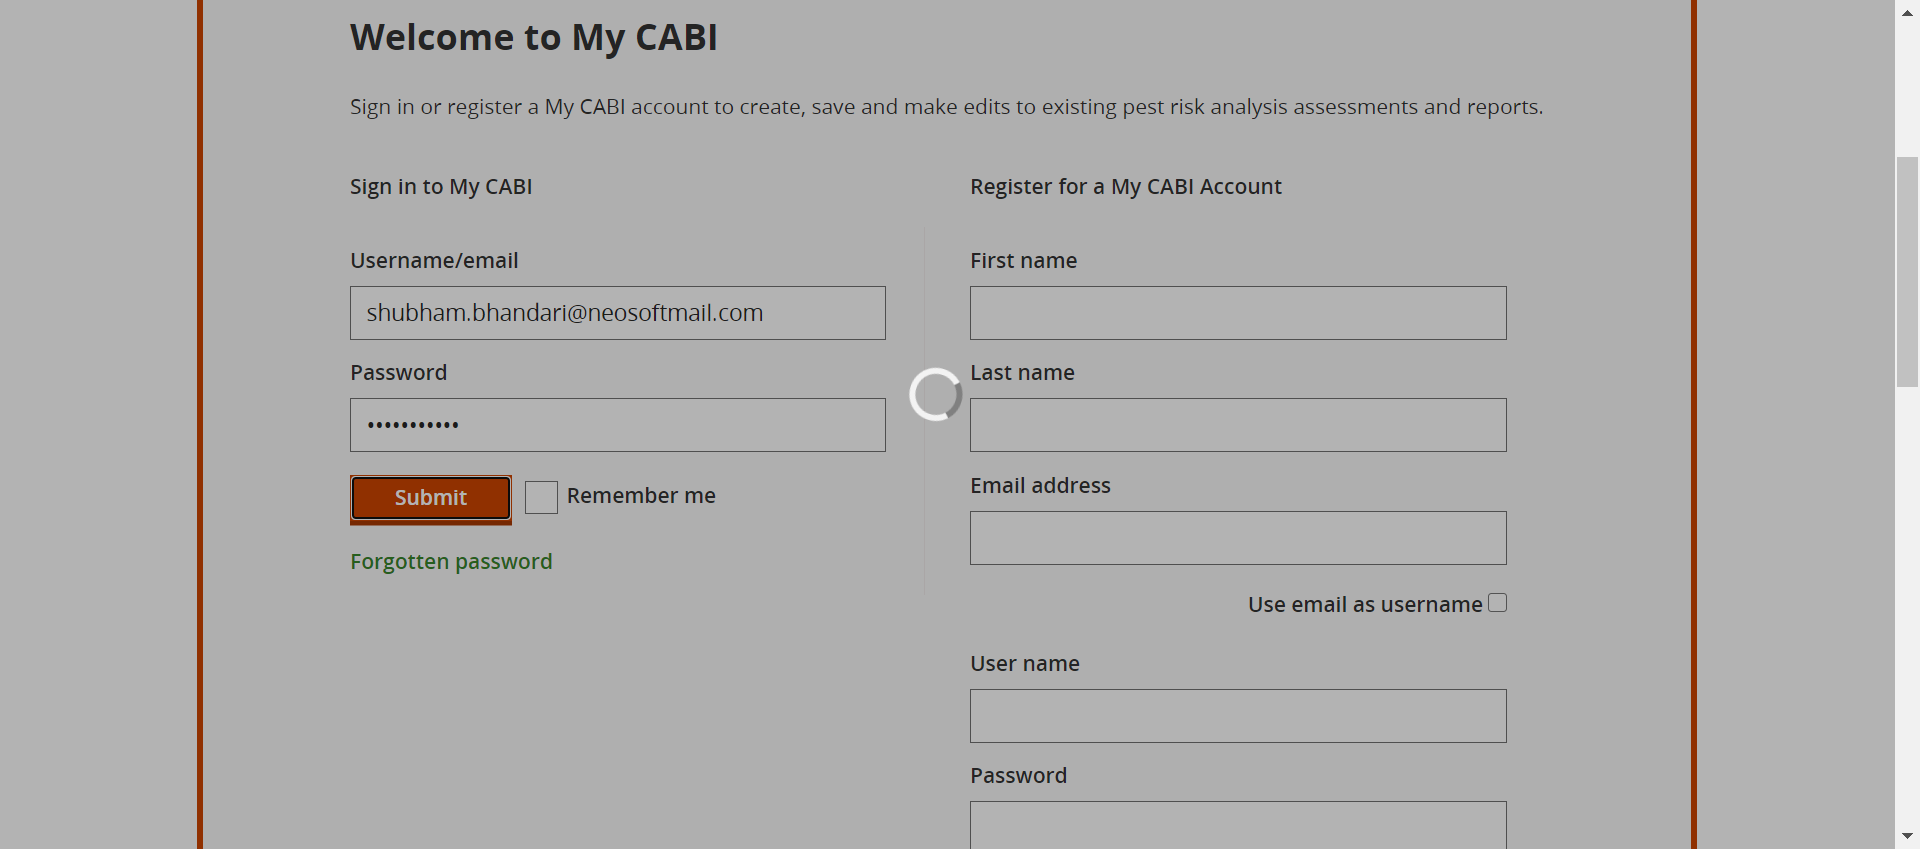 Welcome to My CABI
Sign in or register a My CABI account to create, save and make edits to existing pest risk analysis assessments and reports.
Sign in to My CABI
Username/email
shubham.bhandari@neosoftmail.com
Password
•••••••••••
Submit
Remember me
Forgotten password
Register for a My CABI Account
First name
Last name
Email address
Use email as username
User name
Password